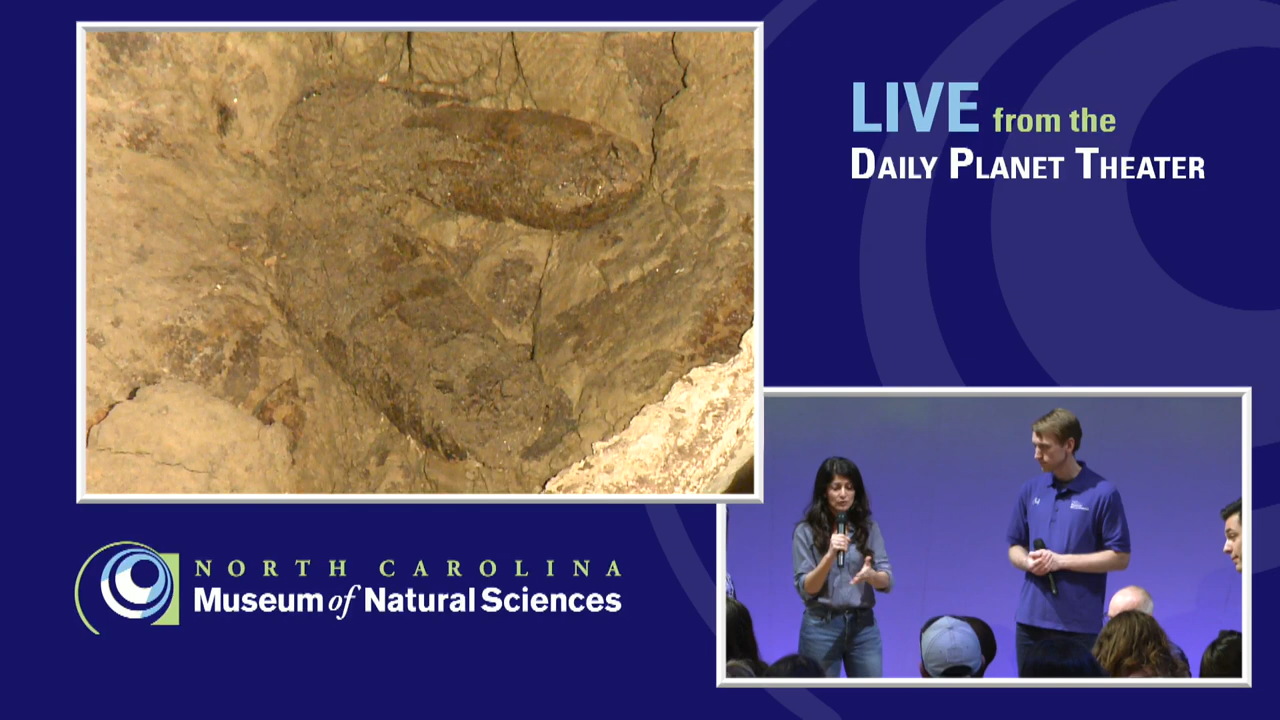 LIVE from the
DAILY PLANET THEATER
NORTH CAROLINA
Museum of Natural Sciences